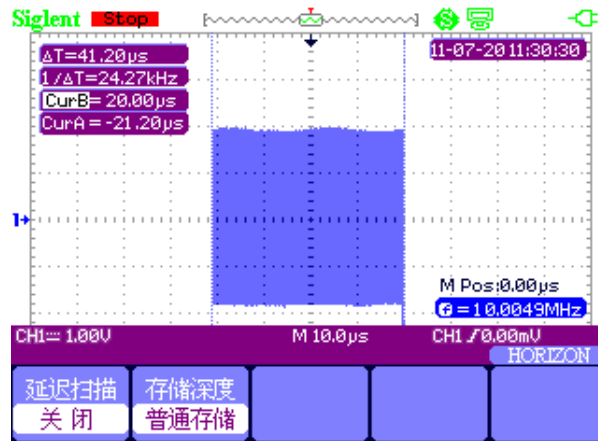 Siglent Stop
11-07-20 11:30:30
ΔT=41.20µs
1/ΔT=24.27kHz
CurB= 20.00µs
CurA = -21.20µs
1
M Pos:0.00µs
f = 10.0049MHz
CH1 1.00V M 10.0µs CH1 0.00mV
HORIZON
延迟扫描 存储深度
关闭 普通存储